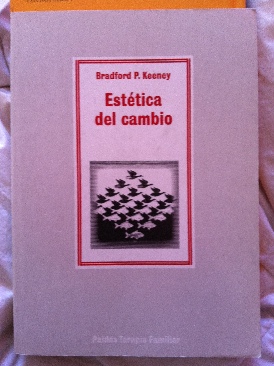 Bradford P. Keeney
Estética
del cambio
Paidós Terapia Familiar